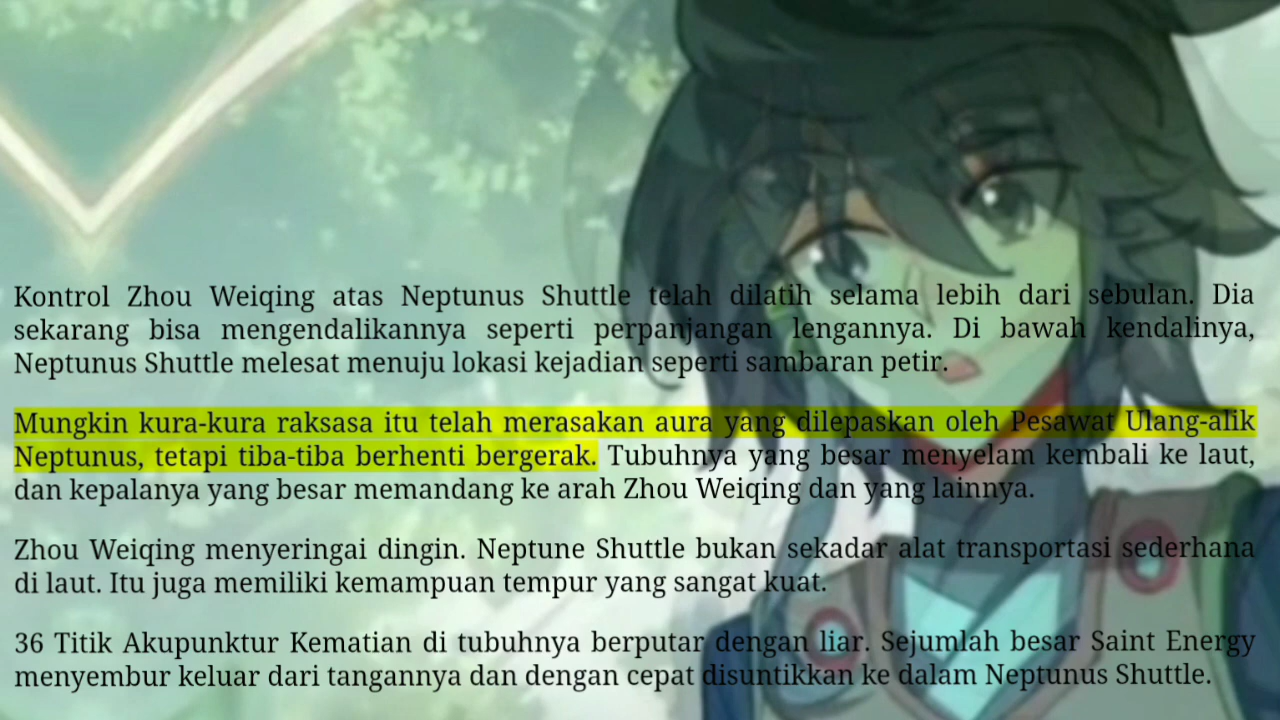 Kontrol Zhou Weiqing atas Neptunus Shuttle telah dilatih selama lebih dari sebulan. Dia
sekarang bisa mengendalikannya seperti perpanjangan lengannya. Di bawah kendalinya,
Neptunus Shuttle melesat menuju lokasi kejadian seperti sambaran petir.
Mungkin kura-kura raksasa itu telah merasakan aura yang dilepaskan oleh Pesawat Ulang-alik
Neptunus, tetapi tiba-tiba berhenti bergerak. Tubuhnya yang besar menyelam kembali ke laut,
dan kepalanya yang besar memandang ke arah Zhou Weiqing dan yang lainnya.
Zhou Weiqing menyeringai dingin. Neptune Shuttle bukan sekadar alat transportasi sederhana
di laut. Itu juga memiliki kemampuan tempur yang sangat kuat.
36 Titik Akupunktur Kematian di tubuhnya berputar dengan liar. Sejumlah besar Saint Energy
menyembur keluar dari tangannya dan dengan cepat disuntikkan ke dalam Neptunus Shuttle.